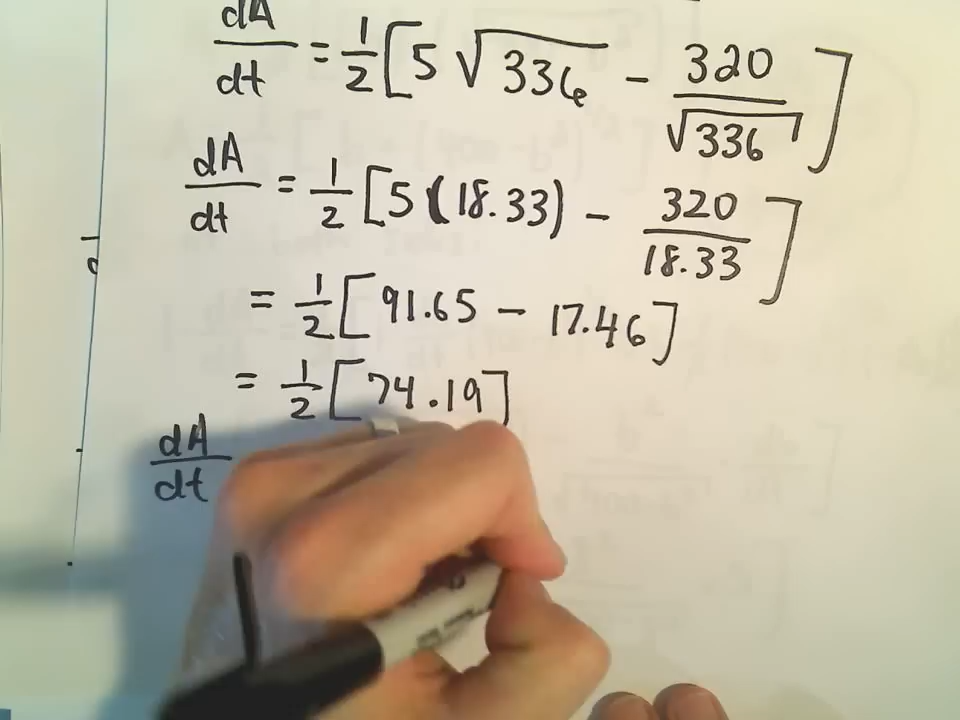 dA/dt = 1/2 [5 √336 - 320/√336]
dA/dt = 1/2 [5 (18.33) - 320/18.33]
= 1/2 [91.65 - 17.46]
= 1/2 [74.19]
dA/dt